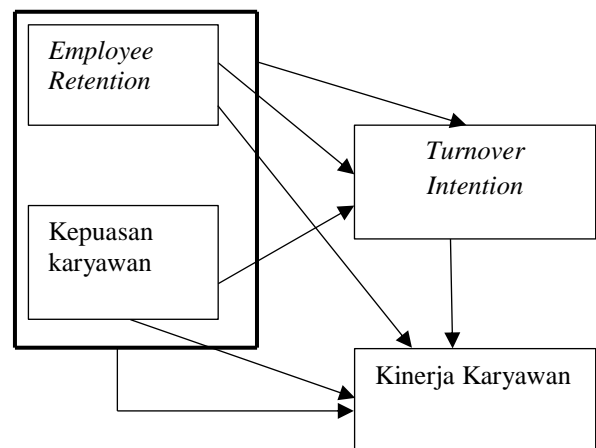 Employee
Retention
Turnover
Intention
Kepuasan
karyawan
Kinerja Karyawan